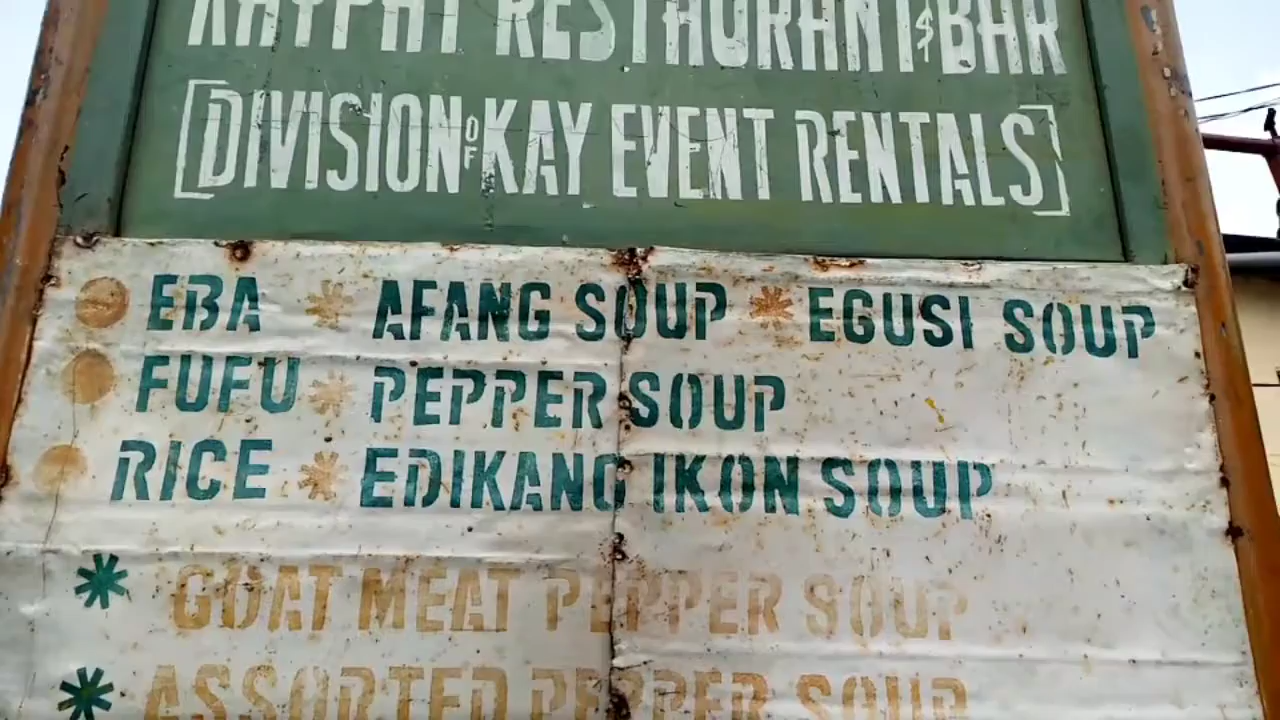 KAYPAY RESTAURANT & BAR
[DIVISION OF KAY EVENT RENTALS]
EBA * AFANG SOUP * EGUSI SOUP
FUFU * PEPPER SOUP
RICE * EDIKANG IKON SOUP
* GOAT MEAT PEPPER SOUP
* ASSORTED PEPPER SOUP